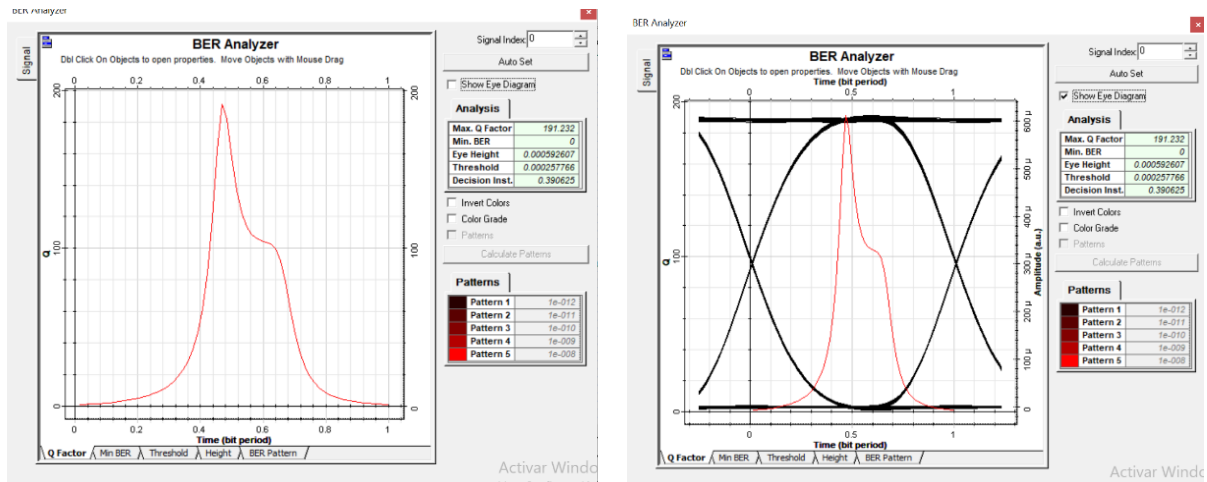 BER Analyzer
Signal
BER Analyzer
Dbl Click On Objects to open properties. Move Objects with Mouse Drag
0 0.2 0.4 0.6 0.8 1
200 200
Q 100 100
0 0
0 0.2 0.4 0.6 0.8 1
Time (bit period)
Q Factor Min BER Threshold Height BER Pattern
Signal Index: 0
Auto Set
Show Eye Diagram
Analysis
Max. Q Factor 191.232
Min. BER 0
Eye Height 0.000592607
Threshold 0.000257766
Decision Inst. 0.390625
Invert Colors
Color Grade
Patterns
Calculate Patterns
Patterns
Pattern 1 1e-012
Pattern 2 1e-011
Pattern 3 1e-010
Pattern 4 1e-009
Pattern 5 1e-008
Activar Windo
BER Analyzer
Signal
BER Analyzer
Dbl Click On Objects to open properties. Move Objects with Mouse Drag
Time (bit period)
0 0.5 1
200
Q 100
0
600 µ
500 µ
400 µ
300 µ
200 µ
100 µ
0
Amplitude (a.u.)
0 0.5 1
Time (bit period)
Q Factor Min BER Threshold Height BER Pattern
Signal Index: 0
Auto Set
Show Eye Diagram
Analysis
Max. Q Factor 191.232
Min. BER 0
Eye Height 0.000592607
Threshold 0.000257766
Decision Inst. 0.390625
Invert Colors
Color Grade
Patterns
Calculate Patterns
Patterns
Pattern 1 1e-012
Pattern 2 1e-011
Pattern 3 1e-010
Pattern 4 1e-009
Pattern 5 1e-008
Activar Windo